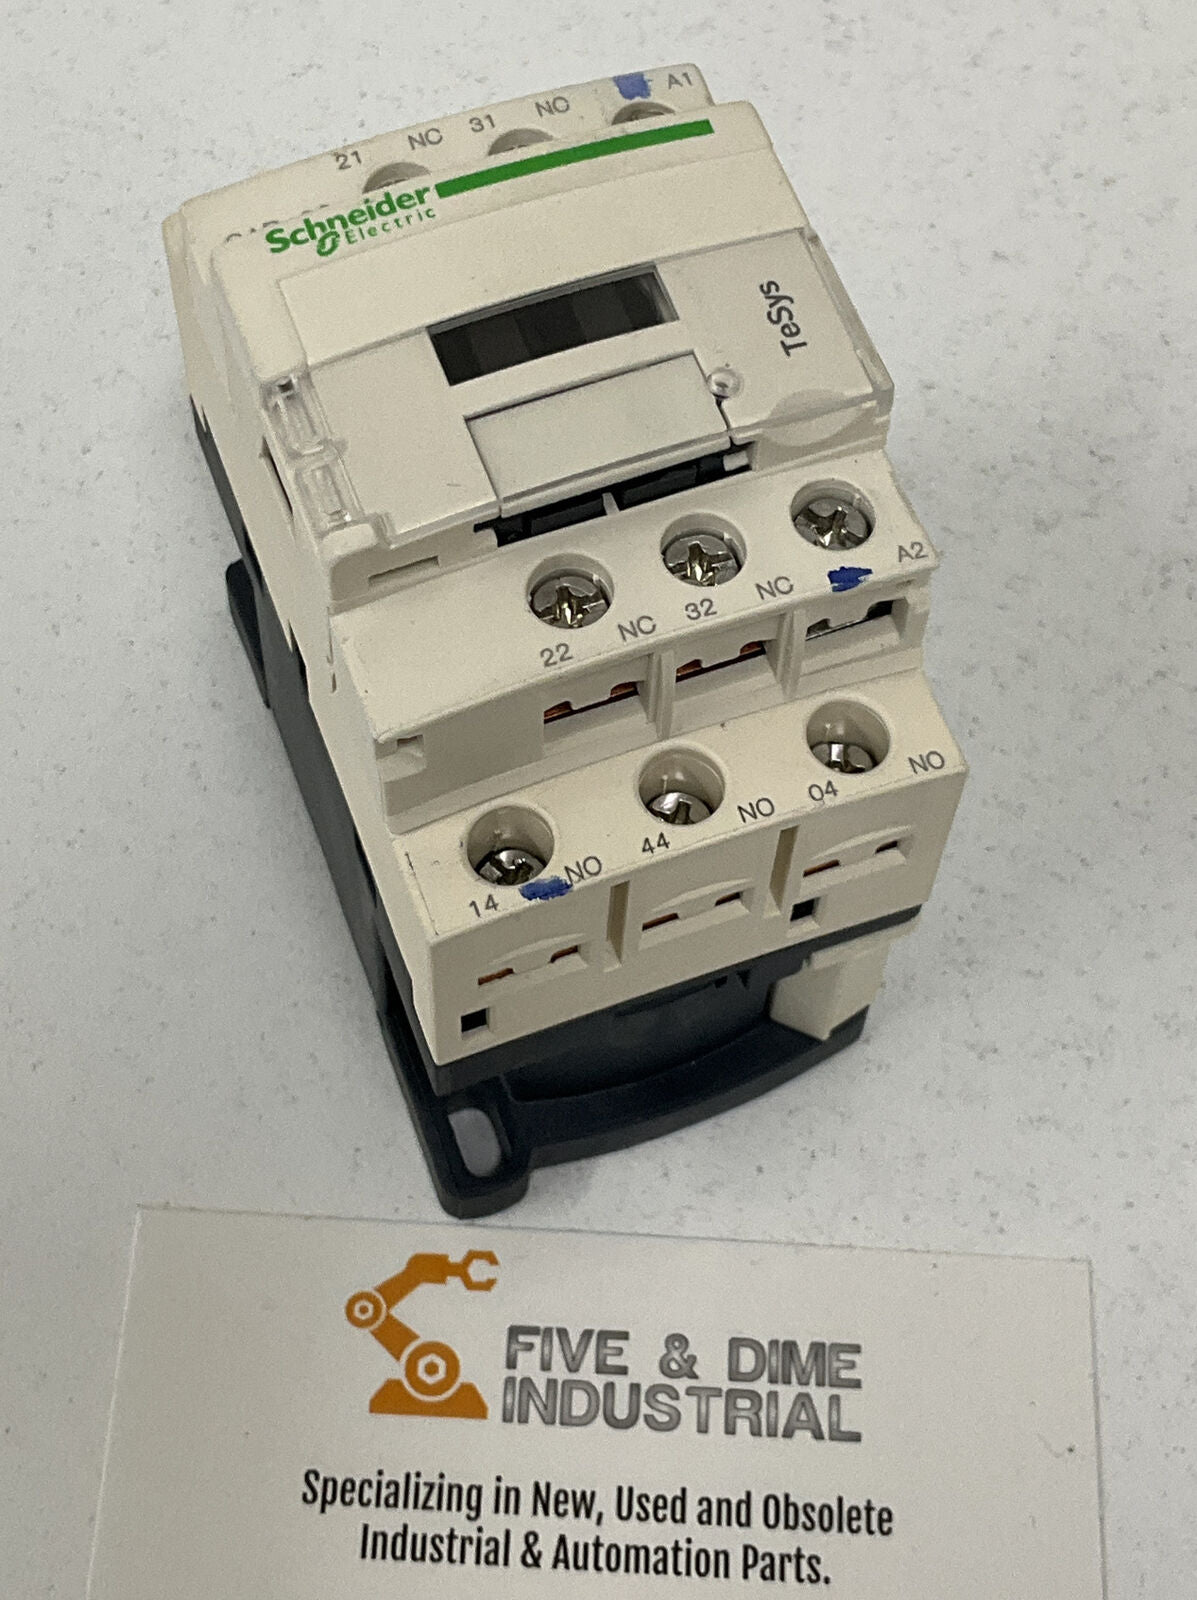 21 NC 31 NC A1
Schneider
Electric
TeSys
22 NC 32 NC A2
14 NO 44 NO 04 NO
FIVE & DIME
INDUSTRIAL
Specializing in New, Used and Obsolete
Industrial & Automation Parts.